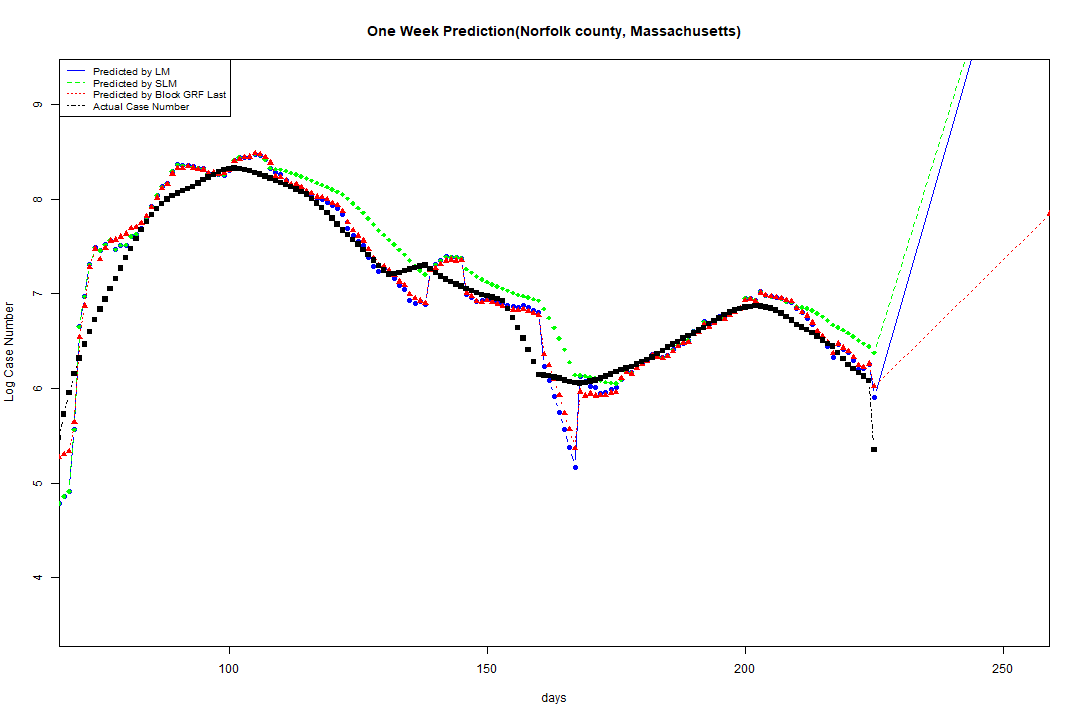 One Week Prediction(Norfolk county, Massachusetts)
Predicted by LM
Predicted by SLM
Predicted by Block GRF Last
Actual Case Number
9
8
7
6
5
4
Log Case Number
100
150
200
250
days